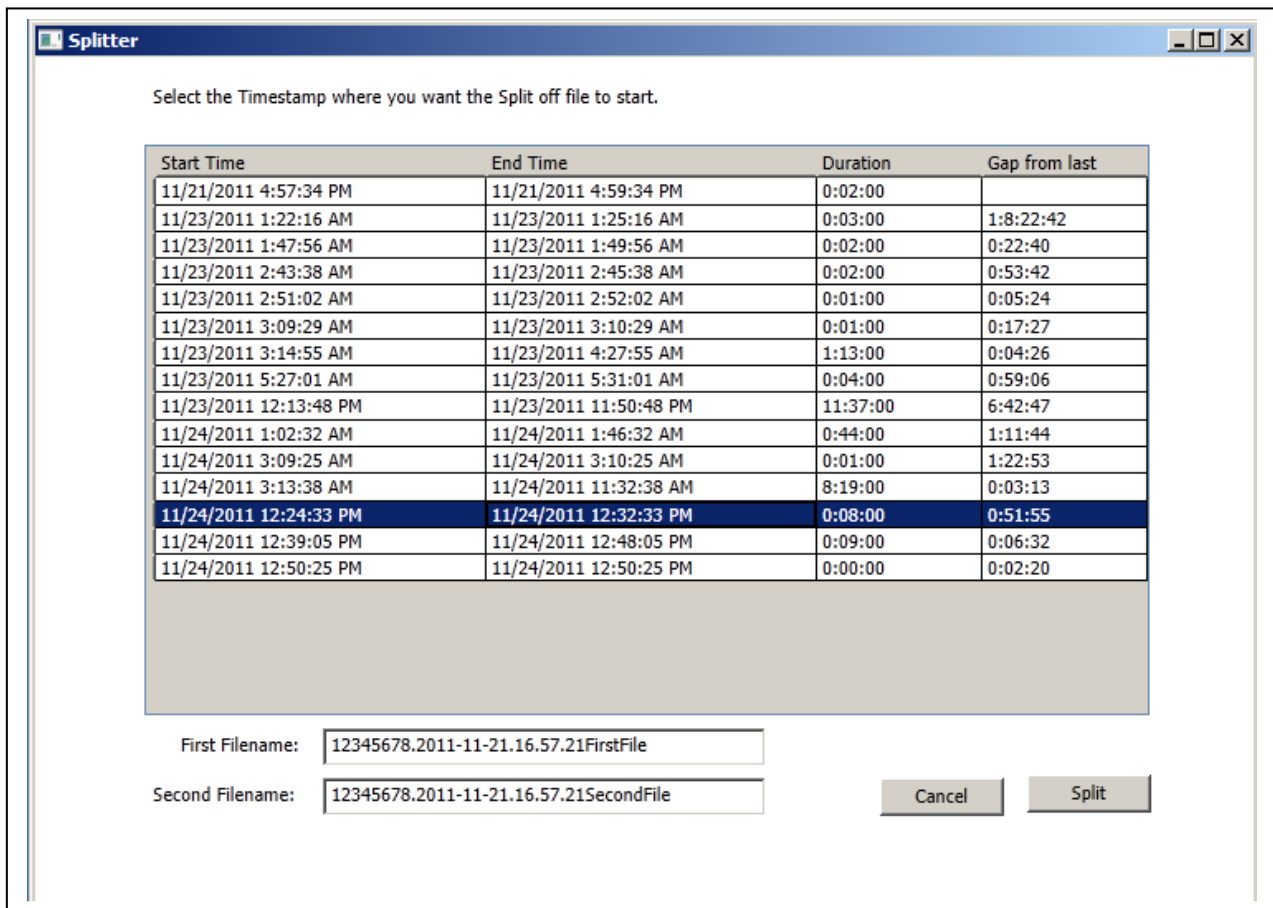 Splitter
Select the Timestamp where you want the Split off file to start.
Start Time End Time Duration Gap from last
11/21/2011 4:57:34 PM 11/21/2011 4:59:34 PM 0:02:00
11/23/2011 1:22:16 AM 11/23/2011 1:25:16 AM 0:03:00 1:8:22:42
11/23/2011 1:47:56 AM 11/23/2011 1:49:56 AM 0:02:00 0:22:40
11/23/2011 2:43:38 AM 11/23/2011 2:45:38 AM 0:02:00 0:53:42
11/23/2011 2:51:02 AM 11/23/2011 2:52:02 AM 0:01:00 0:05:24
11/23/2011 3:09:29 AM 11/23/2011 3:10:29 AM 0:01:00 0:17:27
11/23/2011 3:14:55 AM 11/23/2011 4:27:55 AM 1:13:00 0:04:26
11/23/2011 5:27:01 AM 11/23/2011 5:31:01 AM 0:04:00 0:59:06
11/23/2011 12:13:48 PM 11/23/2011 11:50:48 PM 11:37:00 6:42:47
11/24/2011 1:02:32 AM 11/24/2011 1:46:32 AM 0:44:00 1:11:44
11/24/2011 3:09:25 AM 11/24/2011 3:10:25 AM 0:01:00 1:22:53
11/24/2011 3:13:38 AM 11/24/2011 11:32:38 AM 8:19:00 0:03:13
11/24/2011 12:24:33 PM 11/24/2011 12:32:33 PM 0:08:00 0:51:55
11/24/2011 12:39:05 PM 11/24/2011 12:48:05 PM 0:09:00 0:06:32
11/24/2011 12:50:25 PM 11/24/2011 12:50:25 PM 0:00:00 0:02:20
First Filename: 12345678.2011-11-21.16.57.21FirstFile
Second Filename: 12345678.2011-11-21.16.57.21SecondFile
Cancel Split